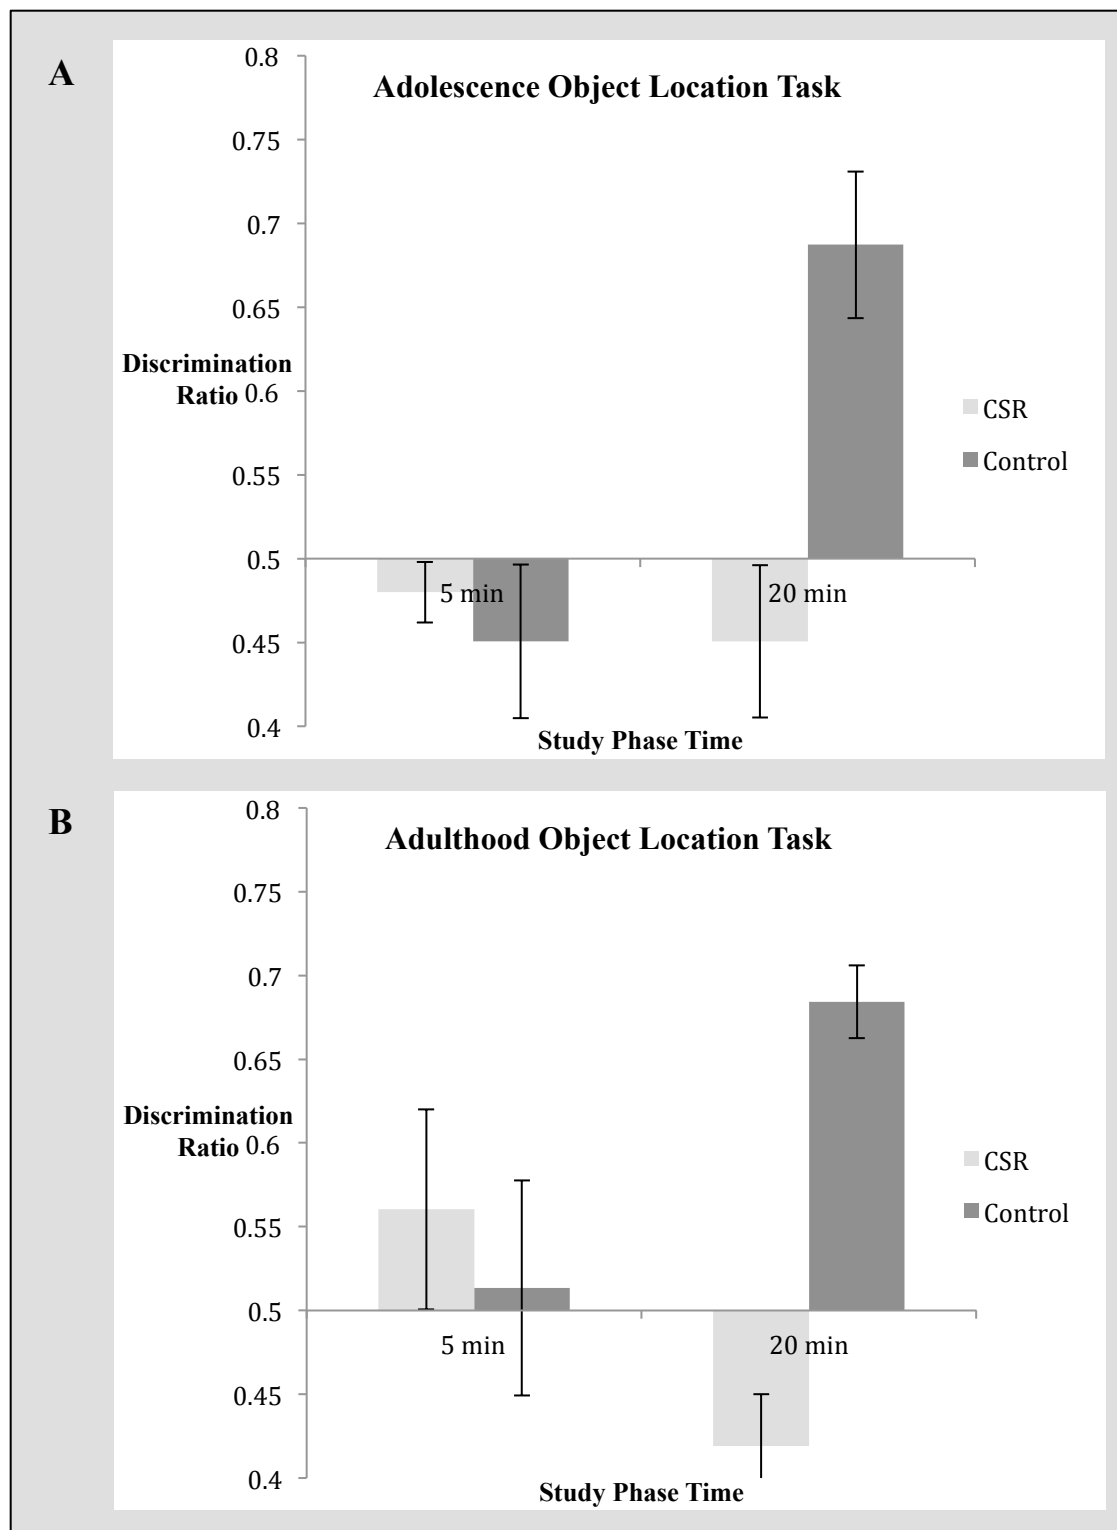 A
Adolescence Object Location Task
0.8
0.75
0.7
0.65
Discrimination
Ratio 0.6
0.55
0.5
0.45
0.4
CSR
Control
5 min
20 min
Study Phase Time
B
Adulthood Object Location Task
0.8
0.75
0.7
0.65
Discrimination
Ratio 0.6
0.55
0.5
0.45
0.4
CSR
Control
5 min
20 min
Study Phase Time